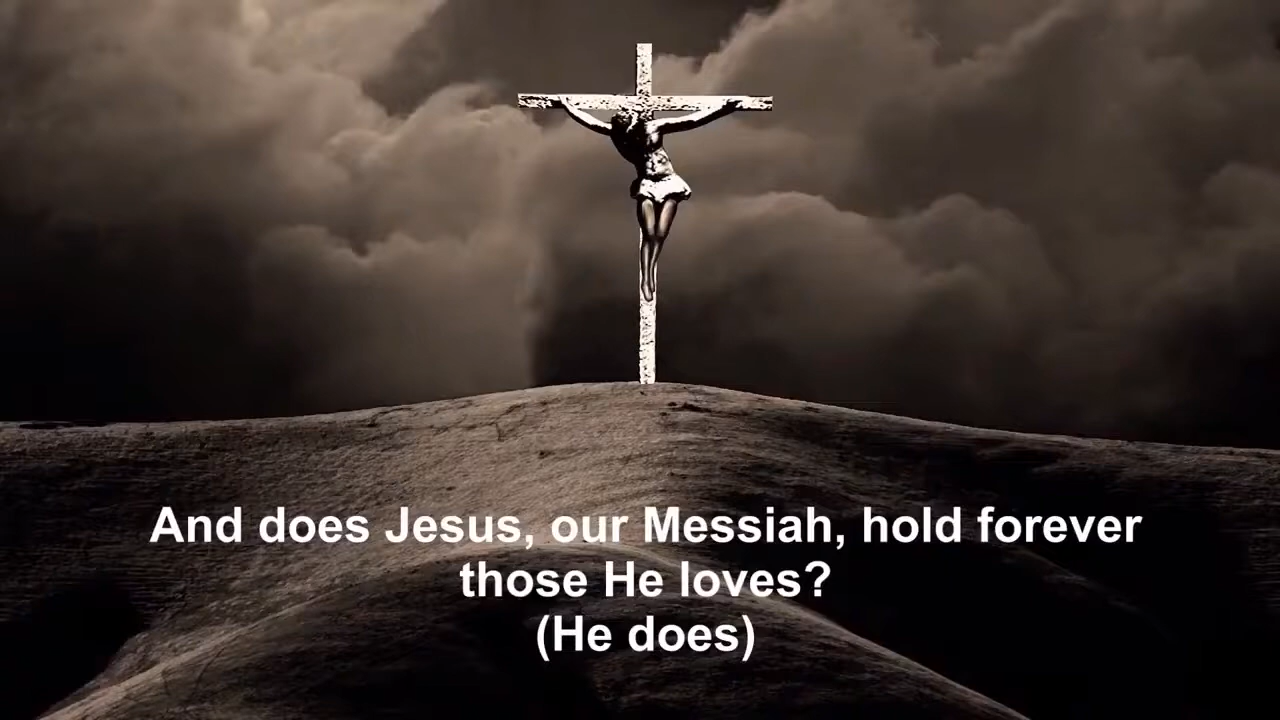 And does Jesus, our Messiah, hold forever
those He loves?
(He does)